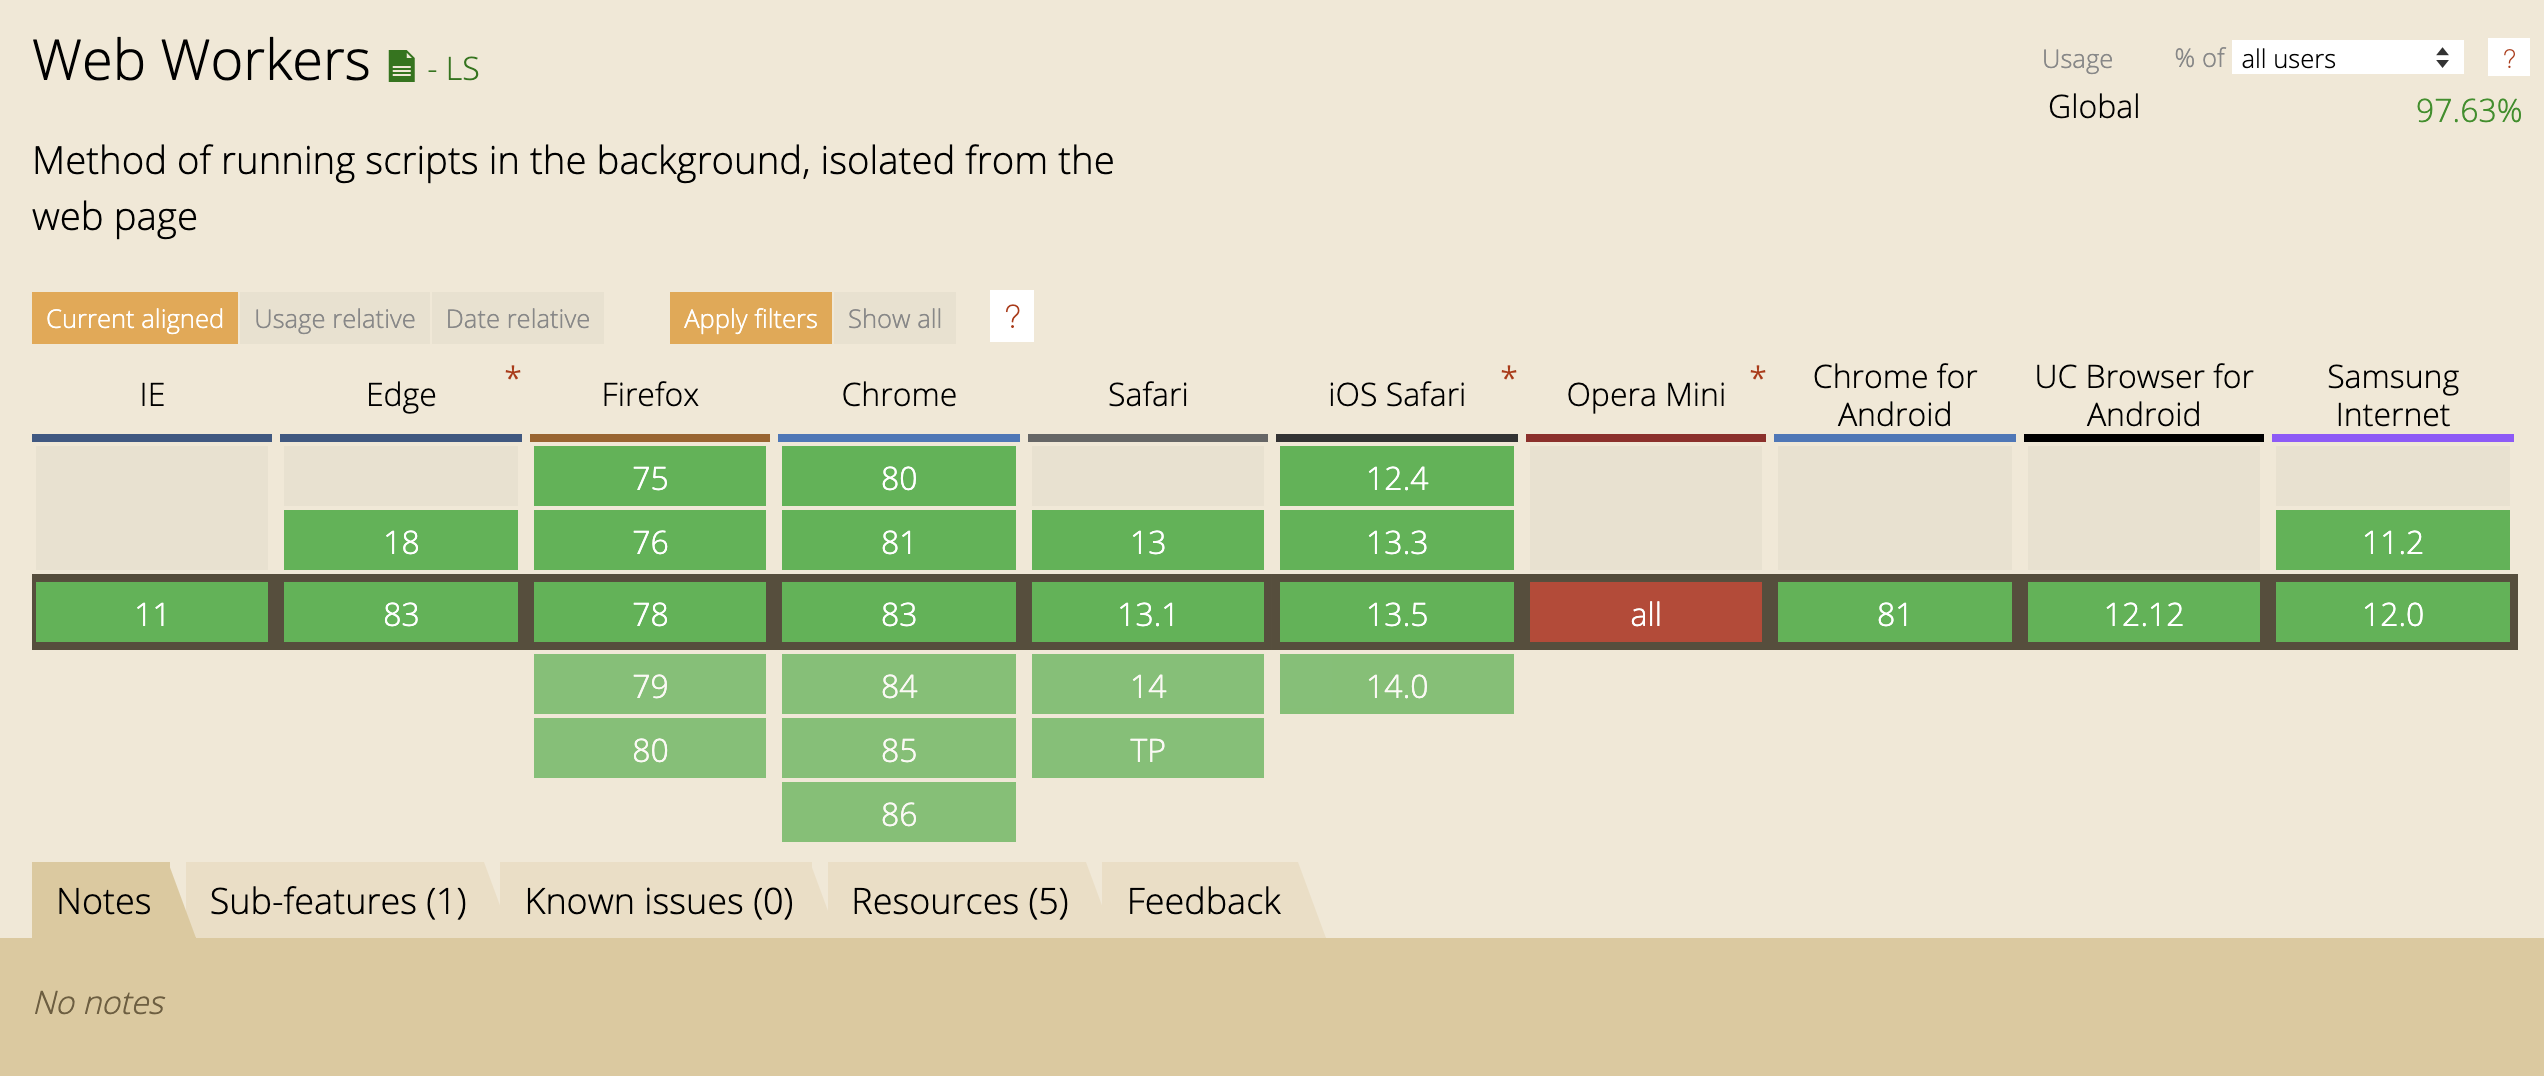 Web Workers - LS
Usage % of all users ?
Global 97.63%
Method of running scripts in the background, isolated from the
web page
Current aligned Usage relative Date relative Apply filters Show all ?
IE Edge * Firefox Chrome Safari iOS Safari * Opera Mini * Chrome for Android UC Browser for Android Samsung Internet
75 80 12.4
18 76 81 13 13.3 11.2
11 83 78 83 13.1 13.5 all 81 12.12 12.0
79 84 14 14.0
80 85 TP
86
Notes Sub-features (1) Known issues (0) Resources (5) Feedback
No notes